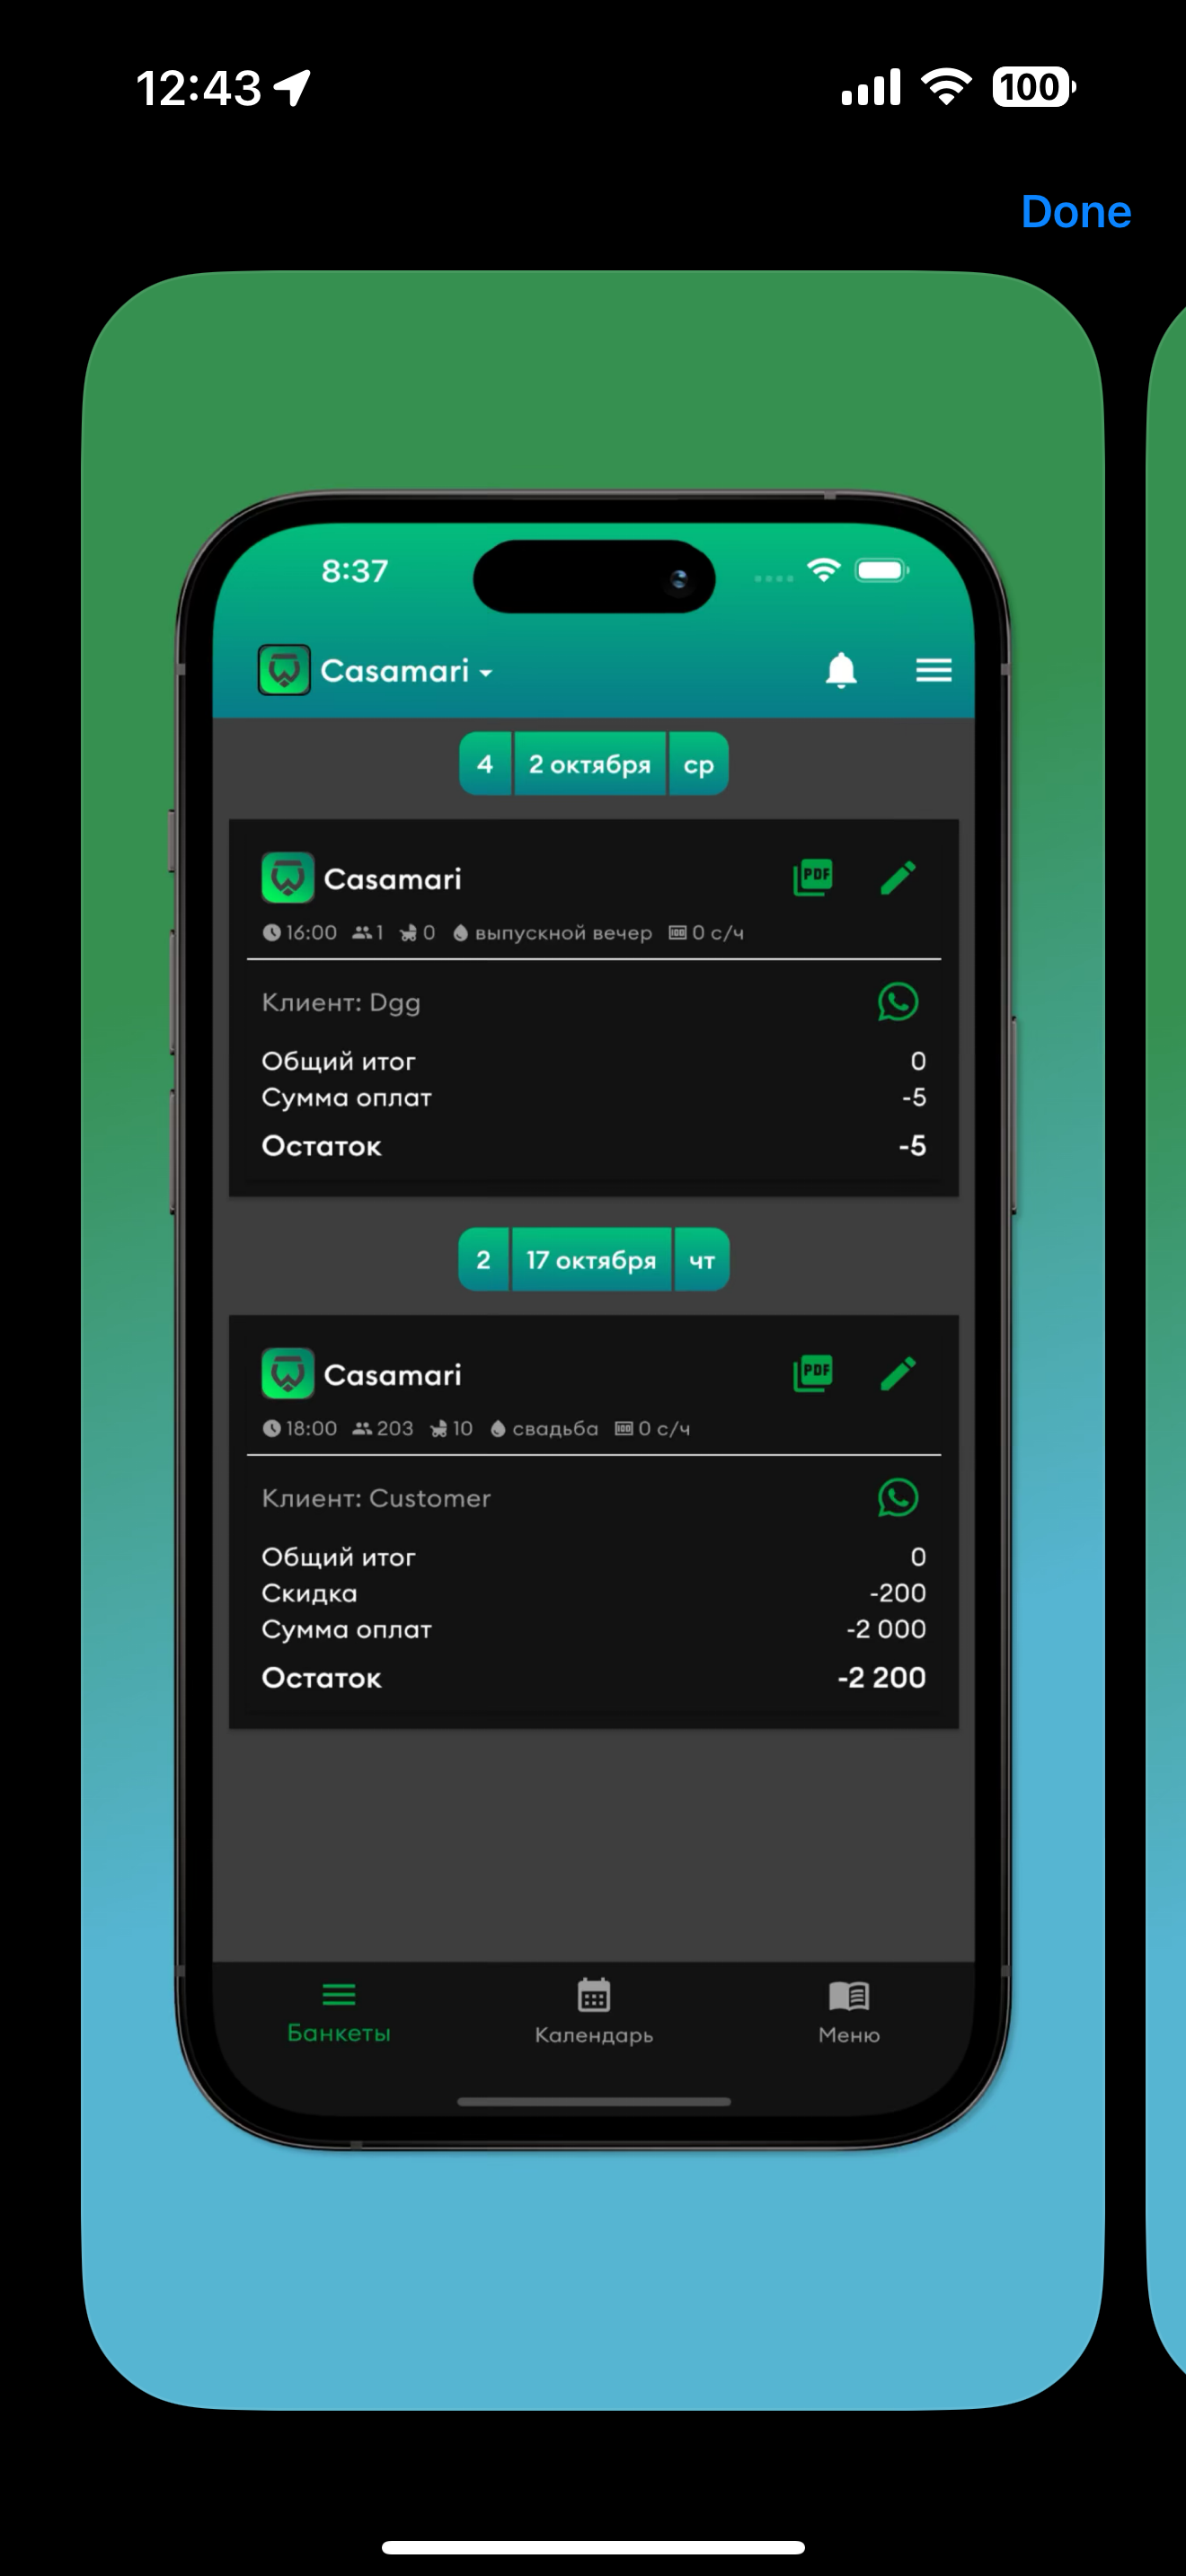 12:43
100
Done
8:37
Casamari
4 2 октября ср
Casamari
PDF
16:00 1 0 выпускной вечер 0 с/ч
Клиент: Dgg
Общий итог 0
Сумма оплат -5
Остаток -5
2 17 октября чт
Casamari
PDF
18:00 203 10 свадьба 0 с/ч
Клиент: Customer
Общий итог 0
Скидка -200
Сумма оплат -2 000
Остаток -2 200
Банкеты Календарь Меню